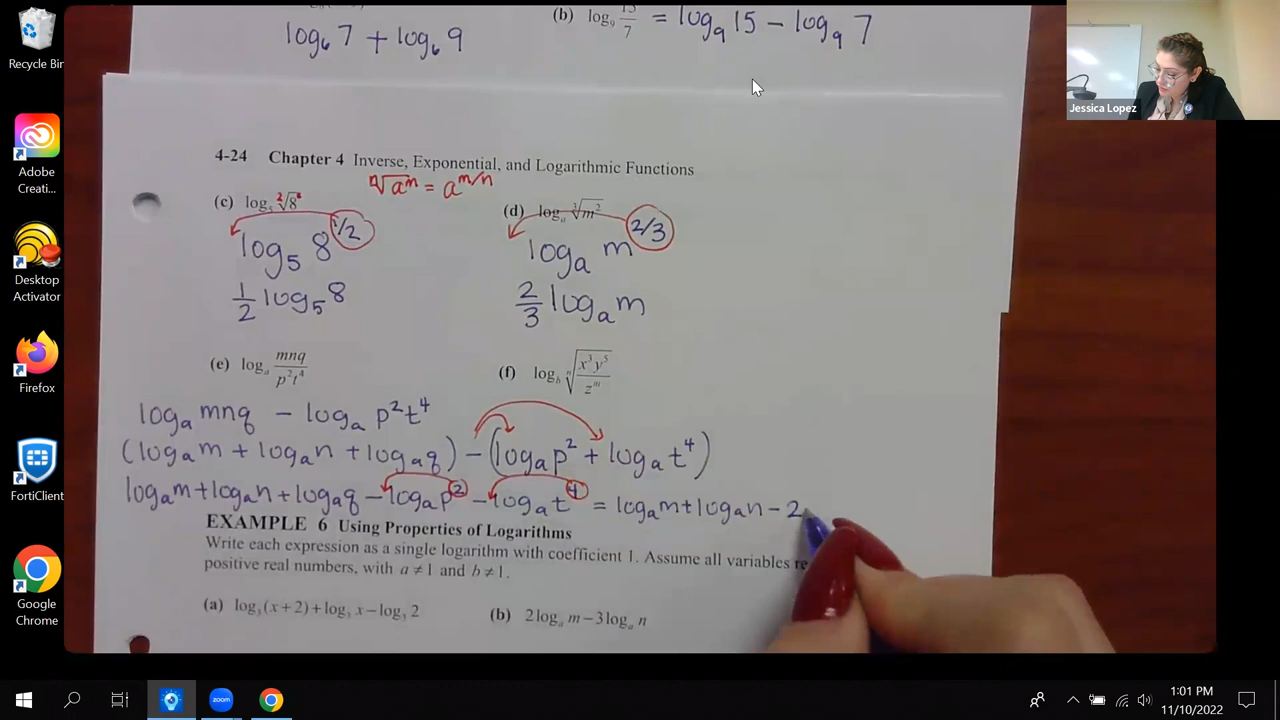 Recycle Bin
Adobe
Creati...
Desktop
Activator
Firefox
FortiClient
Google
Chrome
log₆ 7 + log₆ 9
(b) log₉ 15/7 = log₉ 15 − log₉ 7
Jessica Lopez
4-24 Chapter 4 Inverse, Exponential, and Logarithmic Functions
ⁿ√aᵐ = a^(m/n)
(c) log₅ ²√8¹
log₅ 8^(1/2)
1/2 log₅ 8
(d) logₐ ³√m²
logₐ m^(2/3)
2/3 logₐ m
(e) logₐ mnq/p²t⁴
(f) log_b ⁿ√(x³y⁵/zᵐ)
logₐ mnq − logₐ p²t⁴
(logₐ m + logₐ n + logₐ q) − (logₐ p² + logₐ t⁴)
logₐ m + logₐ n + logₐ q − logₐ p² − logₐ t⁴ = logₐ m + logₐ n − 2
EXAMPLE 6 Using Properties of Logarithms
Write each expression as a single logarithm with coefficient 1. Assume all variables re
positive real numbers, with a ≠ 1 and b ≠ 1.
(a) log₃(x+2) + log₃ x − log₃ 2
(b) 2 logₐ m − 3 logₐ n
zoom
1:01 PM
11/10/2022